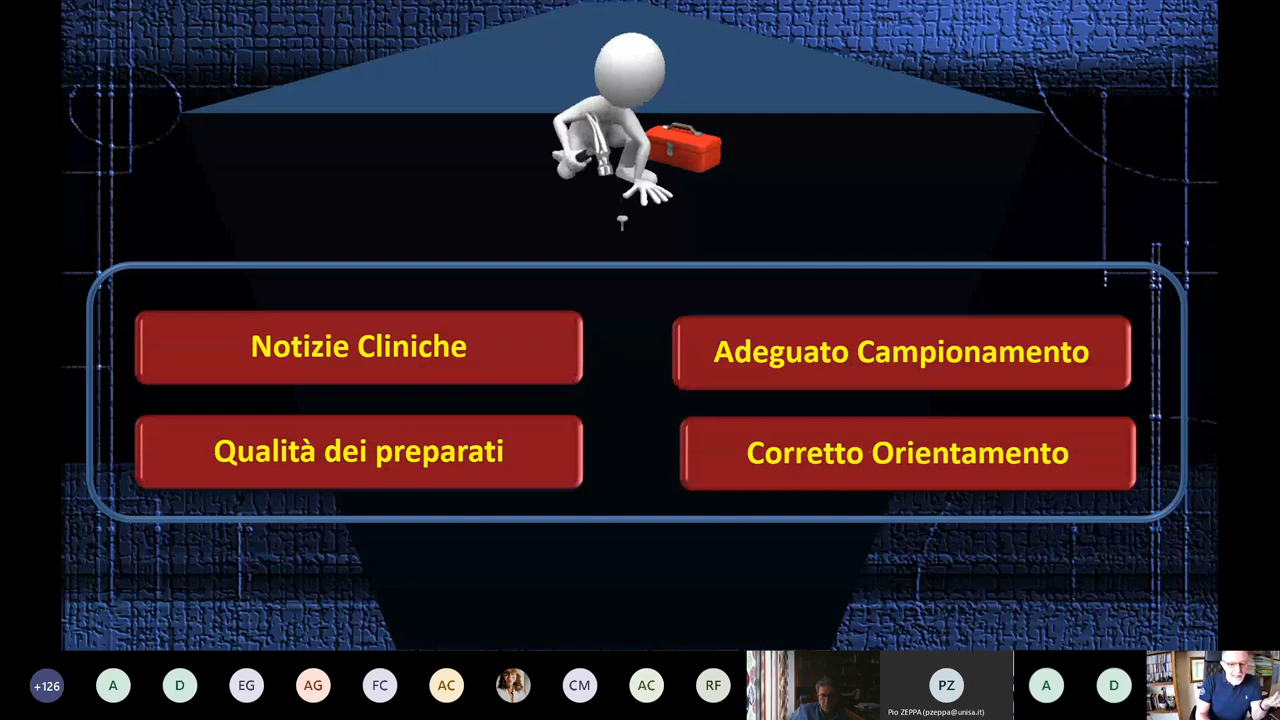 Notizie Cliniche
Adeguato Campionamento
Qualità dei preparati
Corretto Orientamento
+126
A
D
EG
AG
FC
AC
CM
AC
RF
PZ
A
D
Pio ZEPPA (pzeppa@unisa.it)